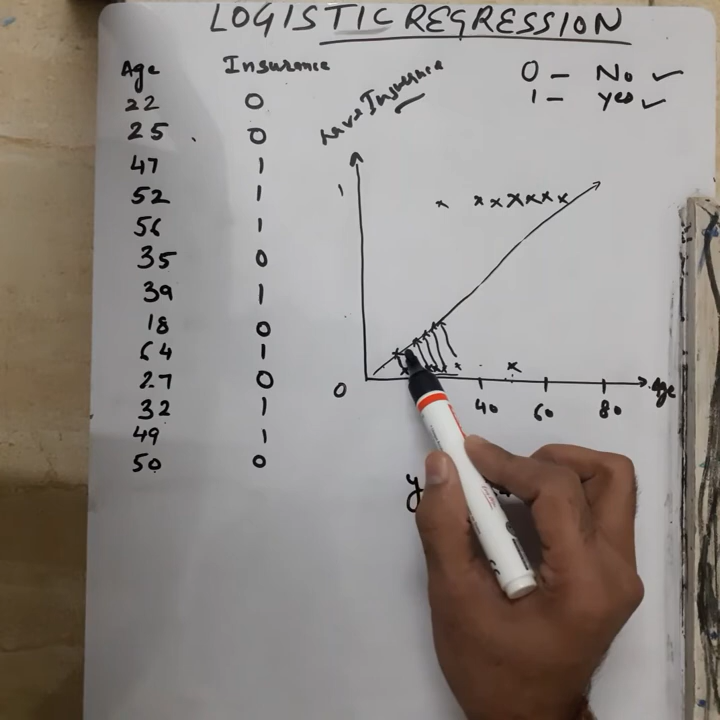 LOGISTIC REGRESSION
Age Insurance
22 0
25 0
47 1
52 1
56 1
35 0
39 1
18 0
64 1
27 0
32 1
49 1
50 0
0 - No
1 - yes
Have Insurance
1
0
40 60 80 Age
y